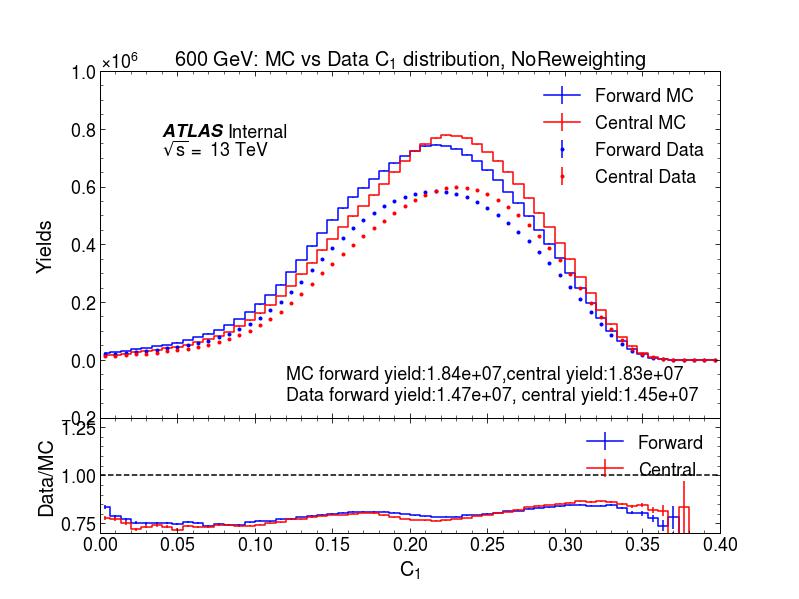 ×10⁶
600 GeV: MC vs Data C₁ distribution, NoReweighting
1.0
0.8
0.6
0.4
0.2
0.0
0.2
Yields
ATLAS Internal
√s = 13 TeV
Forward MC
Central MC
Forward Data
Central Data
MC forward yield:1.84e+07,central yield:1.83e+07
Data forward yield:1.47e+07, central yield:1.45e+07
1.25
1.00
0.75
Data/MC
Forward
Central
0.00 0.05 0.10 0.15 0.20 0.25 0.30 0.35 0.40
C₁